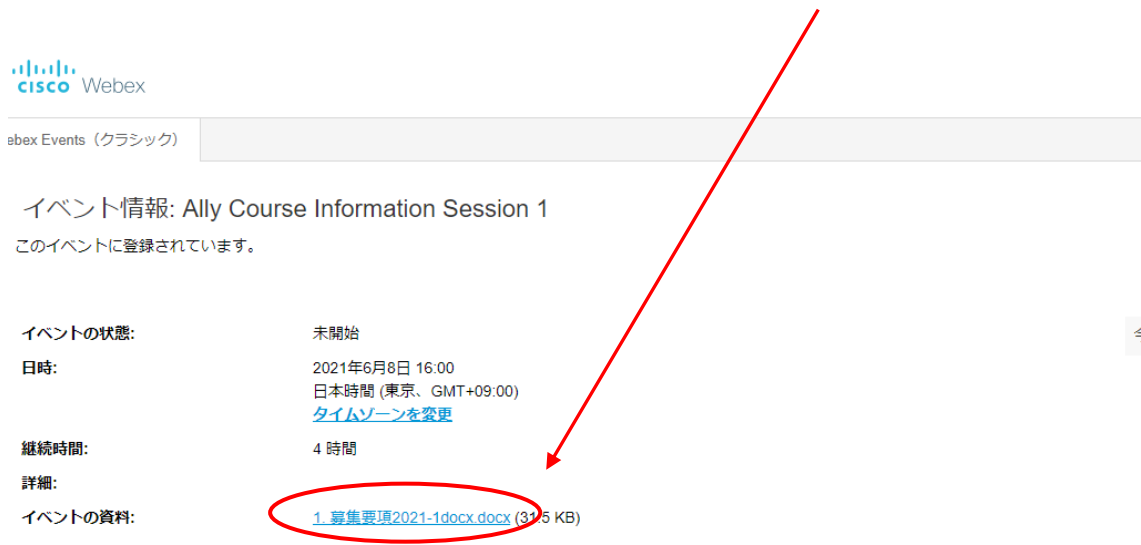 CISCO Webex
ebex Events（クラシック）
イベント情報: Ally Course Information Session 1
このイベントに登録されています。
イベントの状態: 未開始
日時: 2021年6月8日 16:00
日本時間 (東京、GMT+09:00)
タイムゾーンを変更
継続時間: 4 時間
詳細:
イベントの資料: 1. 募集要項2021-1docx.docx (31.5 KB)